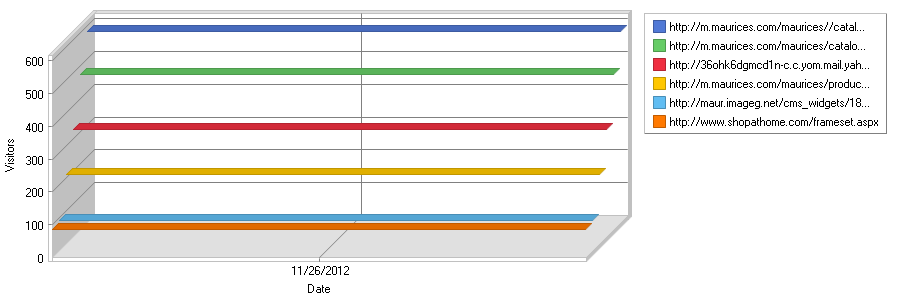 600
500
400
300
200
100
0
Visitors
11/26/2012
Date
http://m.maurices.com/maurices//catal...
http://m.maurices.com/maurices/catalo...
http://36ohk6dgmcd1n-c.c.yom.mail.yah...
http://m.maurices.com/maurices/produc...
http://maur.imageg.net/cms_widgets/18...
http://www.shopathome.com/frameset.aspx